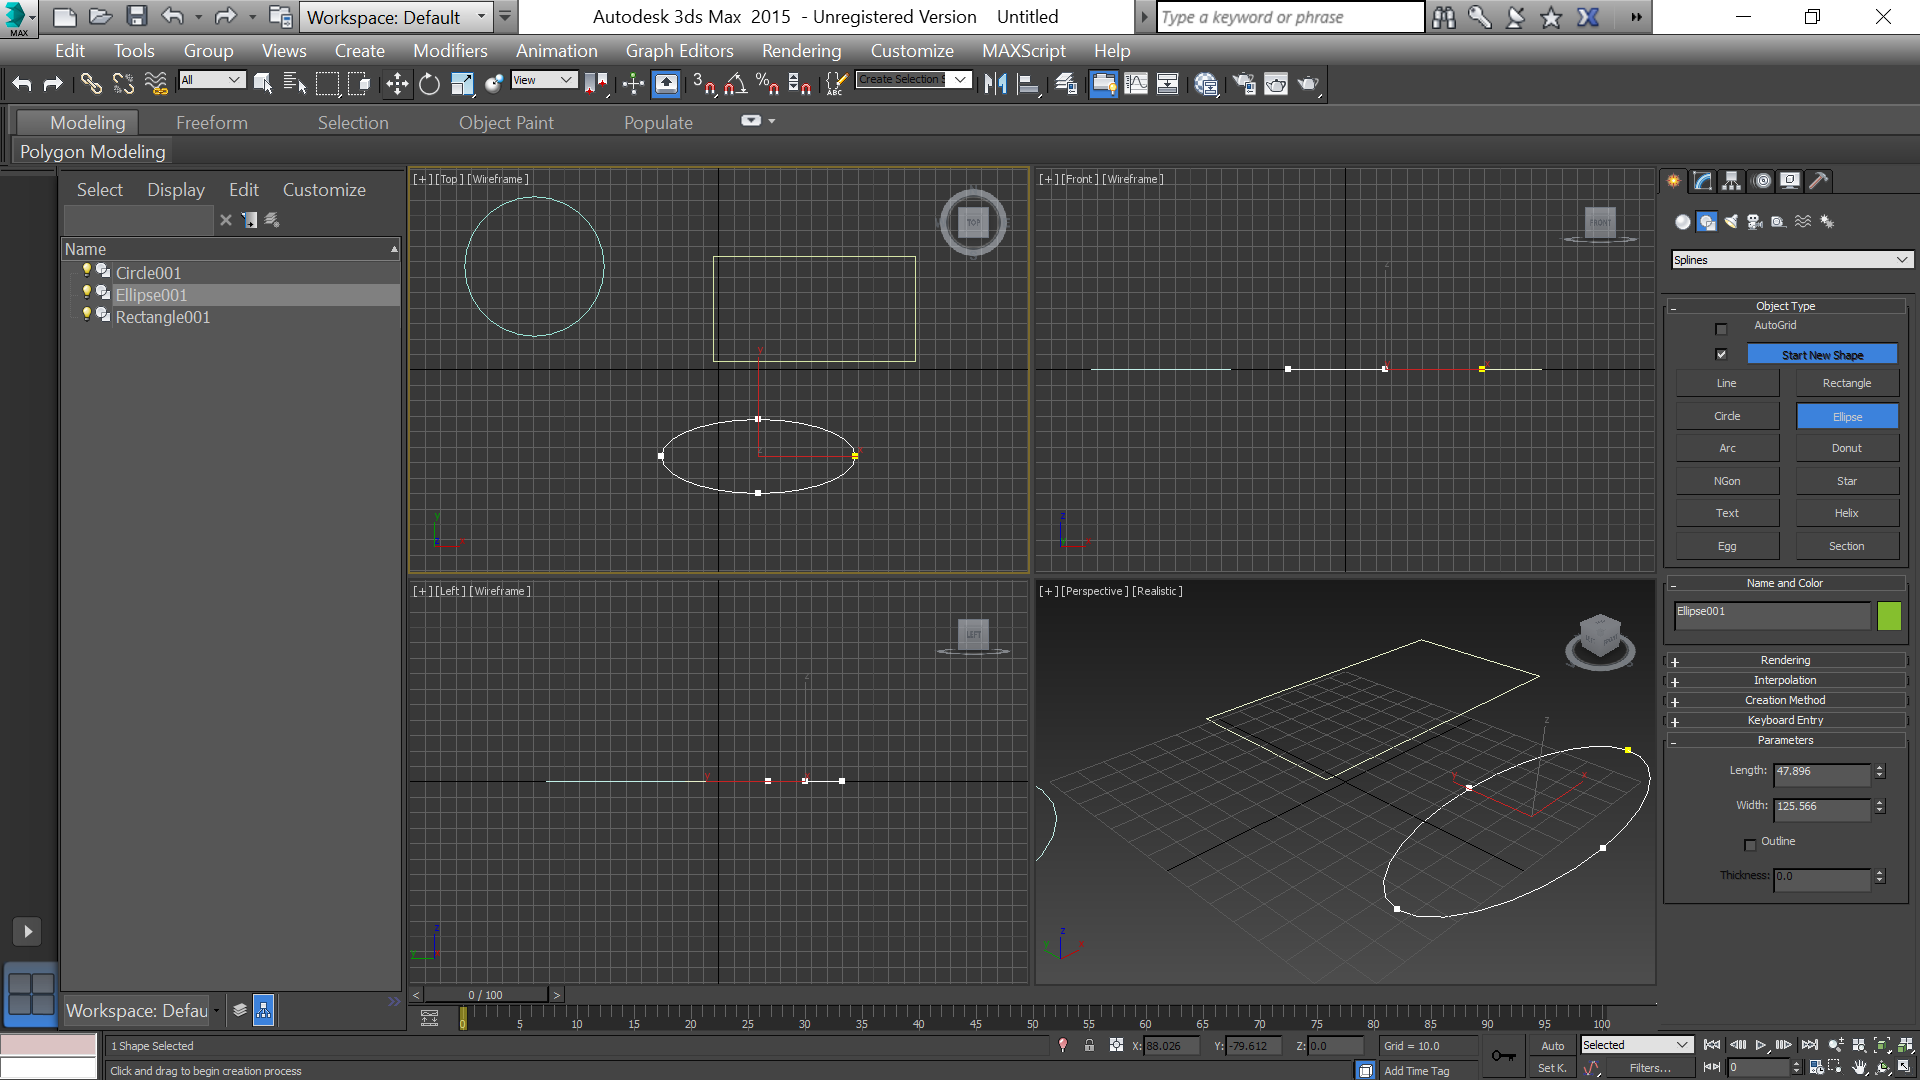 Workspace: Default
Autodesk 3ds Max 2015 - Unregistered Version Untitled
Type a keyword or phrase
MAX
Edit Tools Group Views Create Modifiers Animation Graph Editors Rendering Customize MAXScript Help
All
View
3
%
ABC
Create Selection S
Modeling Freeform Selection Object Paint Populate
Polygon Modeling
Select Display Edit Customize
Name
Circle001
Ellipse001
Rectangle001
[+][Top][Wireframe]
TOP
[+][Front][Wireframe]
FRONT
[+][Left][Wireframe]
LEFT
[+][Perspective][Realistic]
Splines
Object Type
AutoGrid
Start New Shape
Line Rectangle
Circle Ellipse
Arc Donut
NGon Star
Text Helix
Egg Section
Name and Color
Ellipse001
Rendering
Interpolation
Creation Method
Keyboard Entry
Parameters
Length: 47.896
Width: 125.566
Outline
Thickness: 0.0
0 / 100
Workspace: Defau
0 5 10 15 20 25 30 35 40 45 50 55 60 65 70 75 80 85 90 95 100
1 Shape Selected
X: 88.026 Y: -79.612 Z: 0.0 Grid = 10.0
Auto Selected
Click and drag to begin creation process
Add Time Tag
Set K. Filters... 0